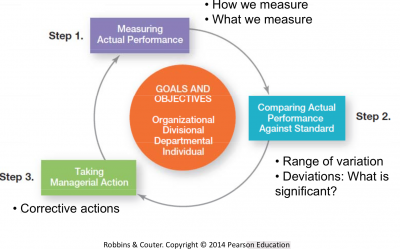 • How we measure
• What we measure
Step 1.
Measuring
Actual Performance
GOALS AND
OBJECTIVES
Organizational
Divisional
Departmental
Individual
Comparing Actual
Performance
Against Standard
Step 2.
• Range of variation
• Deviations: What is
significant?
Step 3.
Taking
Managerial Action
• Corrective actions
Robbins & Couter. Copyright © 2014 Pearson Education